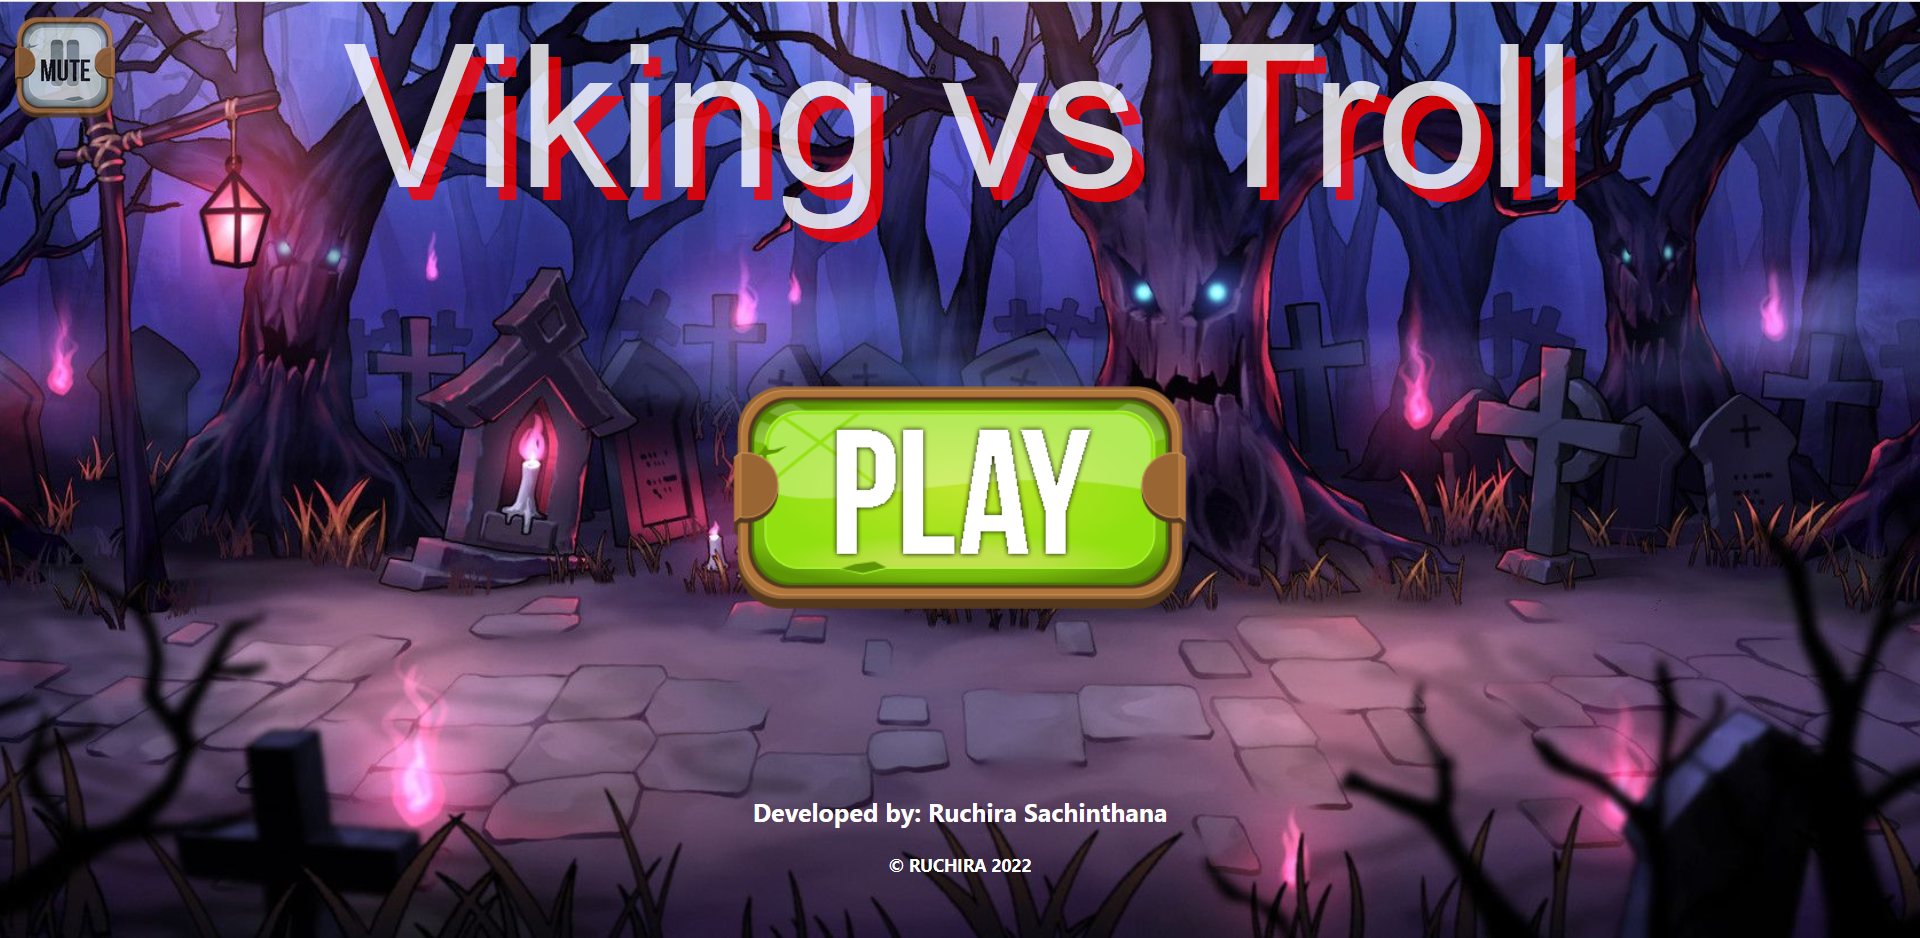 MUTE
Viking vs Troll
PLAY
Developed by: Ruchira Sachinthana
© RUCHIRA 2022